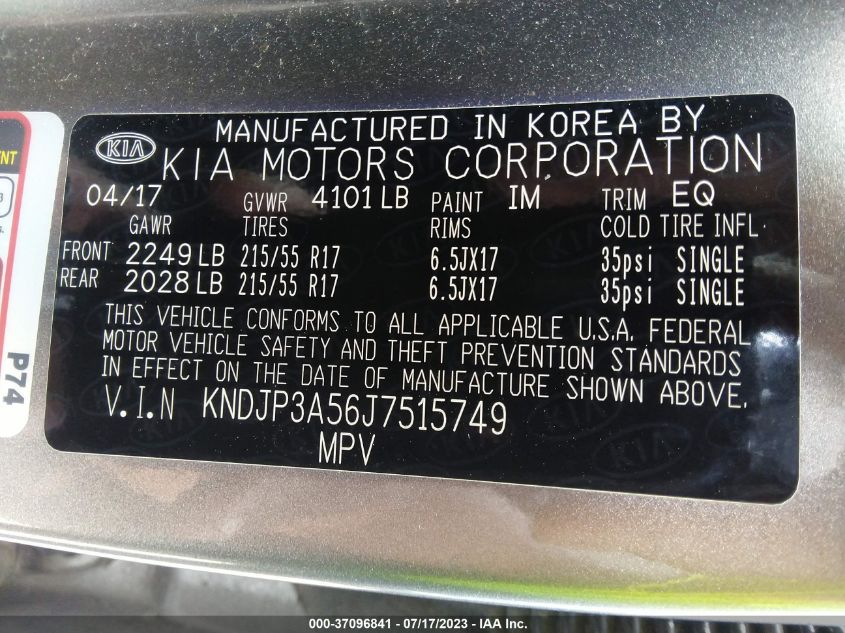 MANUFACTURED IN KOREA BY
KIA KIA MOTORS CORPORATION
04/17 GVWR 4101 LB PAINT IM TRIM EQ
GAWR TIRES RIMS COLD TIRE INFL.
FRONT 2249 LB 215/55 R17 6.5JX17 35psi SINGLE
REAR 2028 LB 215/55 R17 6.5JX17 35psi SINGLE
THIS VEHICLE CONFORMS TO ALL APPLICABLE U.S.A. FEDERAL
MOTOR VEHICLE SAFETY AND THEFT PREVENTION STANDARDS
IN EFFECT ON THE DATE OF MANUFACTURE SHOWN ABOVE.
V.I.N KNDJP3A56J7515749
MPV
P74
000-37096841 - 07/17/2023 - IAA Inc.